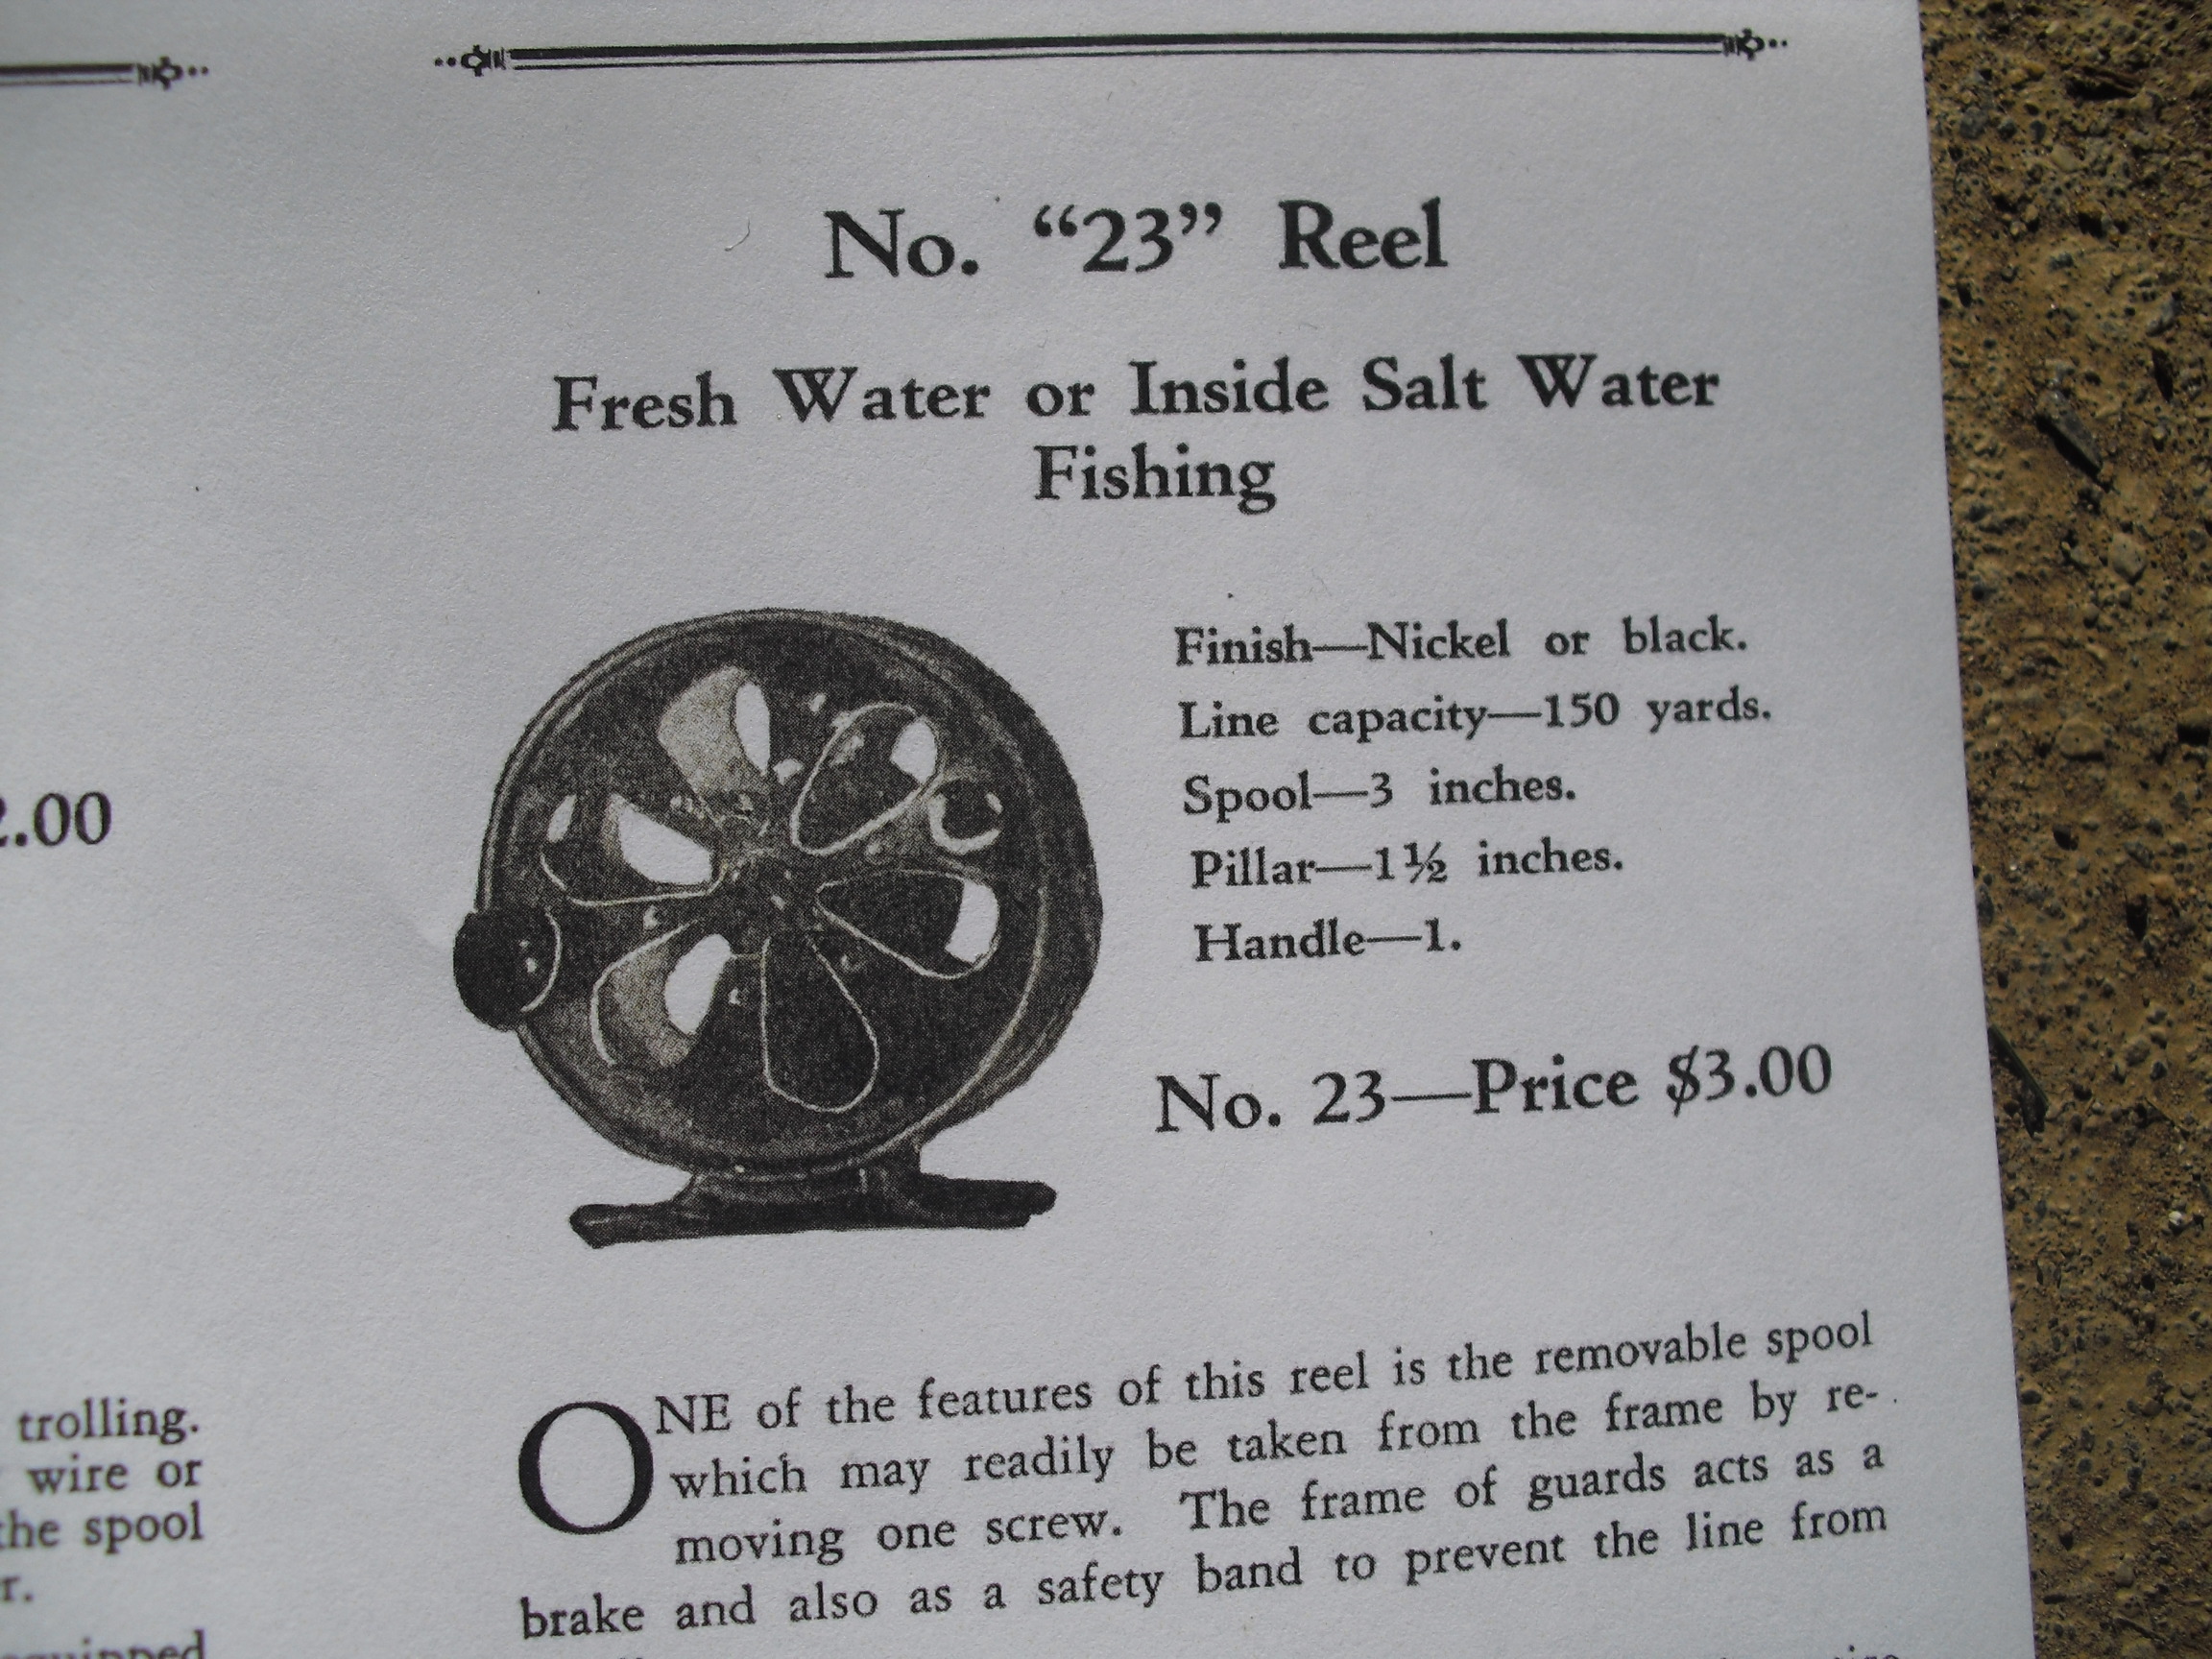 No. “23” Reel
Fresh Water or Inside Salt Water
Fishing
Finish—Nickel or black.
Line capacity—150 yards.
Spool—3 inches.
Pillar—1½ inches.
Handle—1.
No. 23—Price $3.00
ONE of the features of this reel is the removable spool
which may readily be taken from the frame by re-
moving one screw. The frame of guards acts as a
brake and also as a safety band to prevent the line from
2.00
trolling.
wire or
the spool
r.